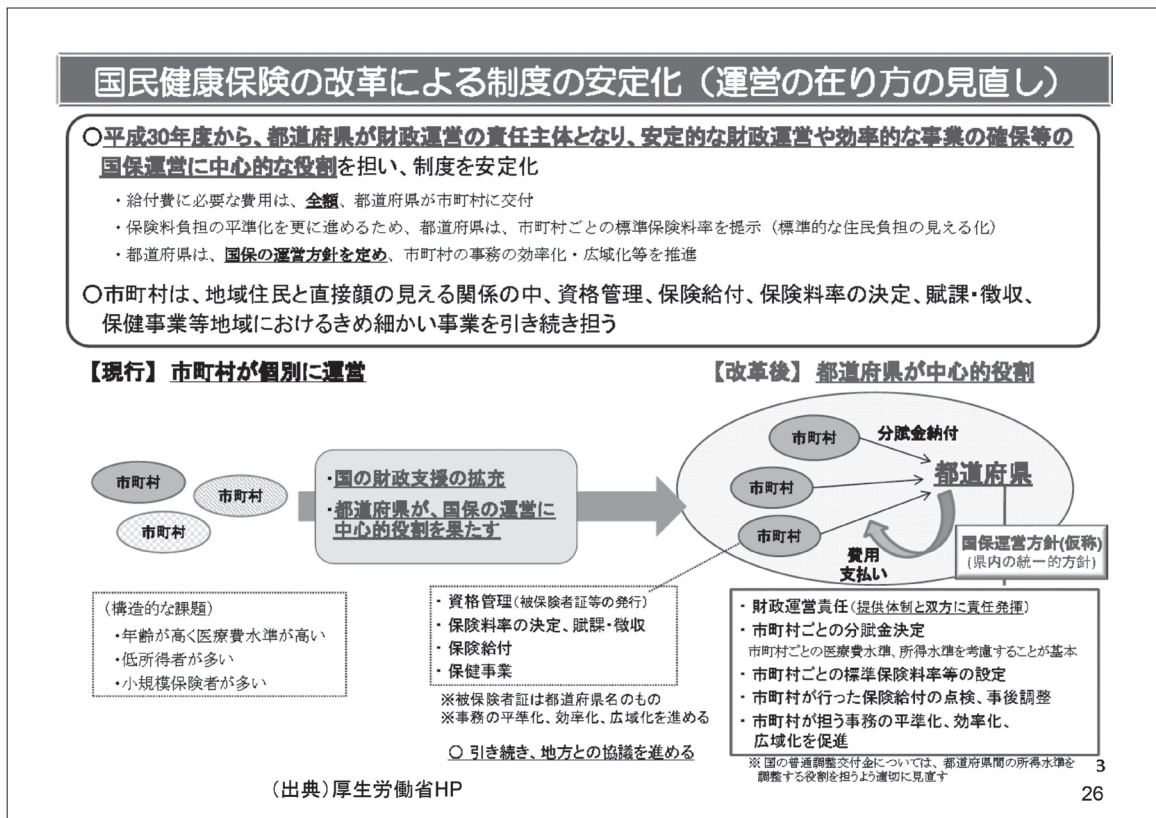 国民健康保険の改革による制度の安定化（運営の在り方の見直し）
○平成30年度から、都道府県が財政運営の責任主体となり、安定的な財政運営や効率的な事業の確保等の
国保運営に中心的な役割を担い、制度を安定化
・給付費に必要な費用は、全額、都道府県が市町村に交付
・保険料負担の平準化を更に進めるため、都道府県は、市町村ごとの標準保険料率を提示（標準的な住民負担の見える化）
・都道府県は、国保の運営方針を定め、市町村の事務の効率化・広域化等を推進
○市町村は、地域住民と直接顔の見える関係の中、資格管理、保険給付、保険料率の決定、賦課・徴収、
保健事業等地域におけるきめ細かい事業を引き続き担う
【現行】 市町村が個別に運営
市町村
市町村
市町村
・国の財政支援の拡充
・都道府県が、国保の運営に
中心的役割を果たす
（構造的な課題）
・年齢が高く医療費水準が高い
・低所得者が多い
・小規模保険者が多い
【改革後】 都道府県が中心的役割
市町村
分賦金納付
都道府県
市町村
市町村
費用
支払い
国保運営方針(仮称)
(県内の統一的方針)
・ 資格管理（被保険者証等の発行）
・ 保険料率の決定、賦課・徴収
・ 保険給付
・ 保健事業
※被保険者証は都道府県名のもの
※事務の平準化、効率化、広域化を進める
○ 引き続き、地方との協議を進める
・ 財政運営責任（提供体制と双方に責任発揮）
・ 市町村ごとの分賦金決定
市町村ごとの医療費水準、所得水準を考慮することが基本
・ 市町村ごとの標準保険料率等の設定
・ 市町村が行った保険給付の点検、事後調整
・ 市町村が担う事務の平準化、効率化、
広域化を促進
※ 国の普通調整交付金については、都道府県間の所得水準を
調整する役割を担うよう適切に見直す
3
（出典）厚生労働省HP
26